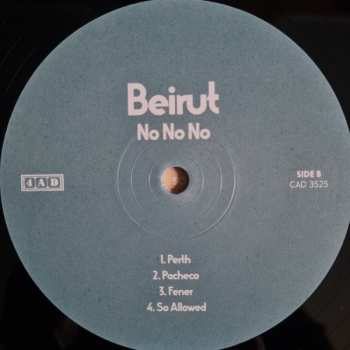 Beirut
No No No
4AD
SIDE B
CAD 3525
1. Perth
2. Pacheco
3. Fener
4. So Allowed